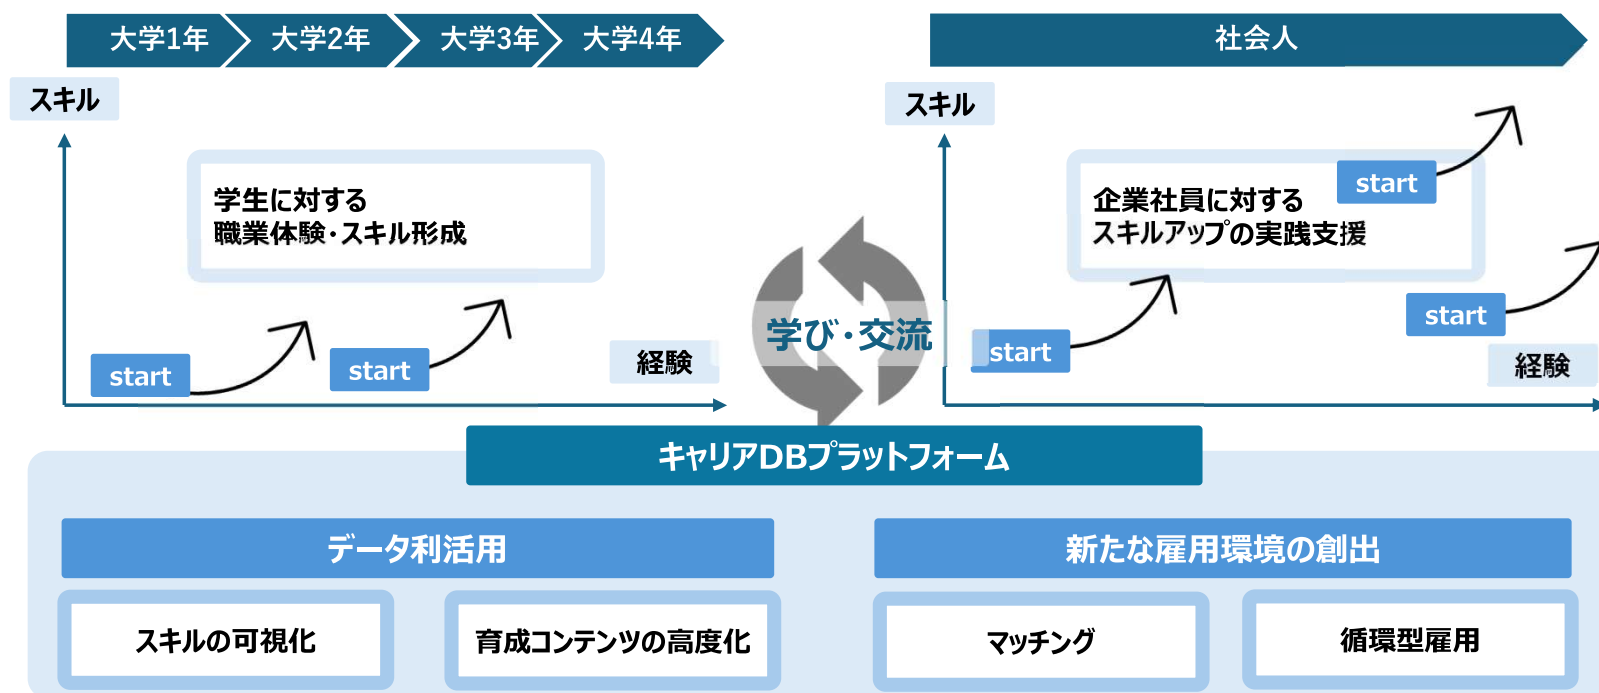 大学1年
大学2年
大学3年
大学4年
社会人
スキル
学生に対する
職業体験・スキル形成
start
start
経験
学び・交流
スキル
企業社員に対する
スキルアップの実践支援
start
start
start
経験
キャリアDBプラットフォーム
データ利活用
スキルの可視化
育成コンテンツの高度化
新たな雇用環境の創出
マッチング
循環型雇用